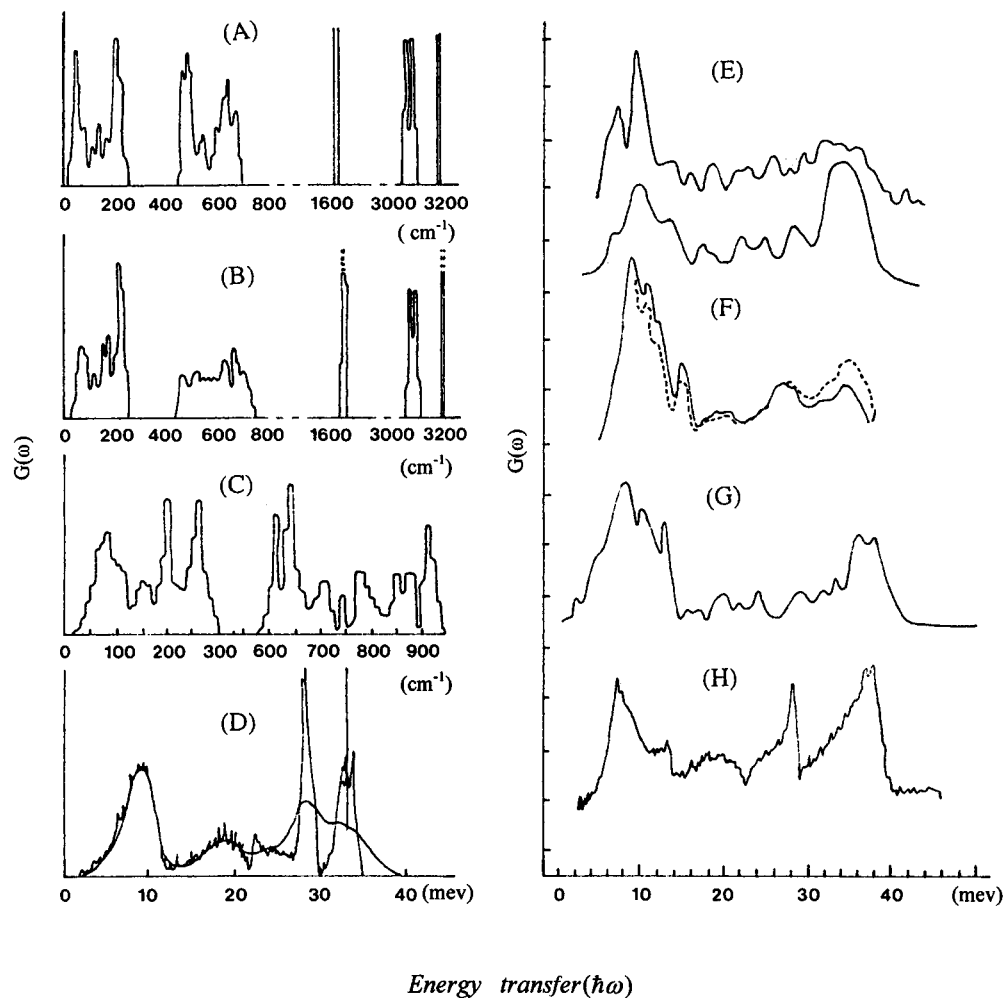 (A)
0 200 400 600 800 1600 3000 3200
(cm-1)
(B)
0 200 400 600 800 1600 3000 3200
(cm-1)
(C)
0 100 200 300 600 700 800 900
(cm-1)
(D)
0 10 20 30 40 (mev)
G(ω)
(E)
(F)
(G)
(H)
0 10 20 30 40 50 (mev)
G(ω)
Energy transfer(ħω)